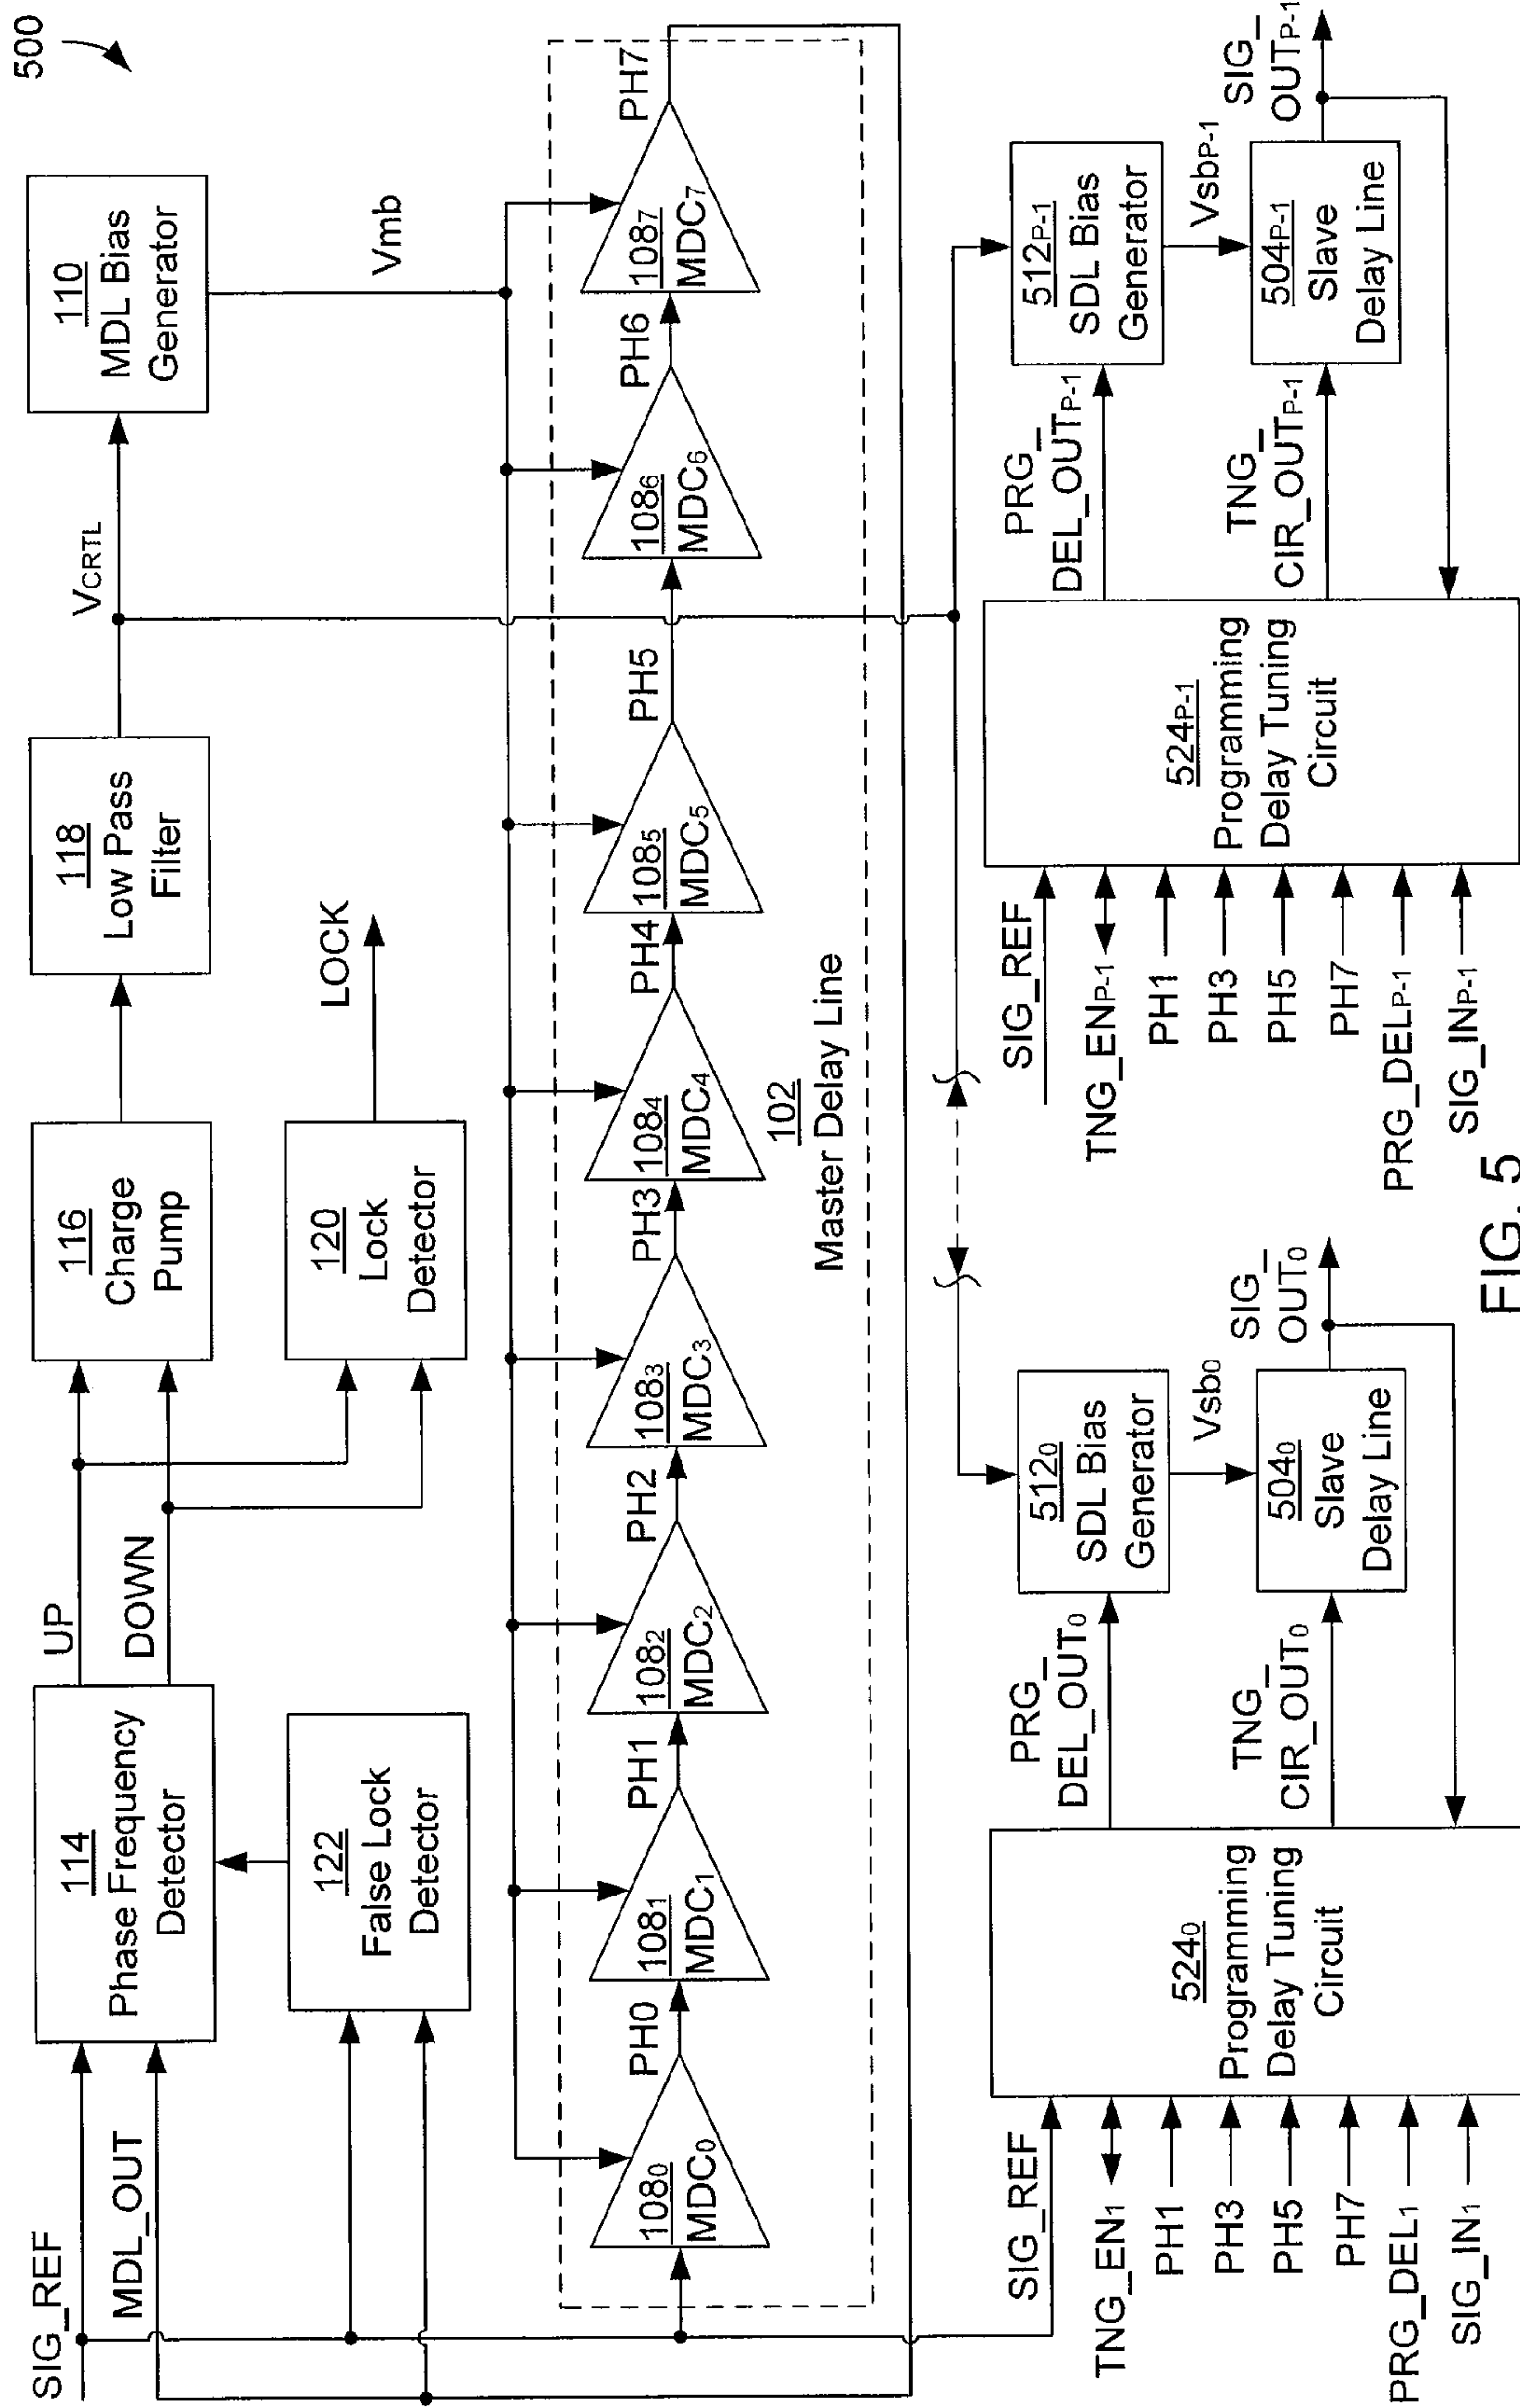 500
SIG_REF
MDL_OUT
114
Phase Frequency
Detector
UP
DOWN
122
False Lock
Detector
116
Charge
Pump
120
Lock
Detector
LOCK
118
Low Pass
Filter
VCRTL
110
MDL Bias
Generator
Vmb
108₀
MDC₀
PH0
108₁
MDC₁
PH1
108₂
MDC₂
PH2
108₃
MDC₃
PH3
108₄
MDC₄
PH4
108₅
MDC₅
PH5
108₆
MDC₆
PH6
108₇
MDC₇
PH7
102
Master Delay Line
SIG_REF
TNG_EN₁
PH1
PH3
PH5
PH7
PRG_DEL₁
SIG_IN₁
524₀
Programming
Delay Tuning
Circuit
PRG_
DEL_OUT₀
TNG_
CIR_OUT₀
512₀
SDL Bias
Generator
Vsb₀
504₀
Slave
Delay Line
SIG_
OUT₀
SIG_REF
TNG_ENP-1
PH1
PH3
PH5
PH7
PRG_DELP-1
SIG_INP-1
524P-1
Programming
Delay Tuning
Circuit
PRG_
DEL_OUTP-1
TNG_
CIR_OUTP-1
512P-1
SDL Bias
Generator
VsbP-1
504P-1
Slave
Delay Line
SIG_
OUTP-1
FIG. 5